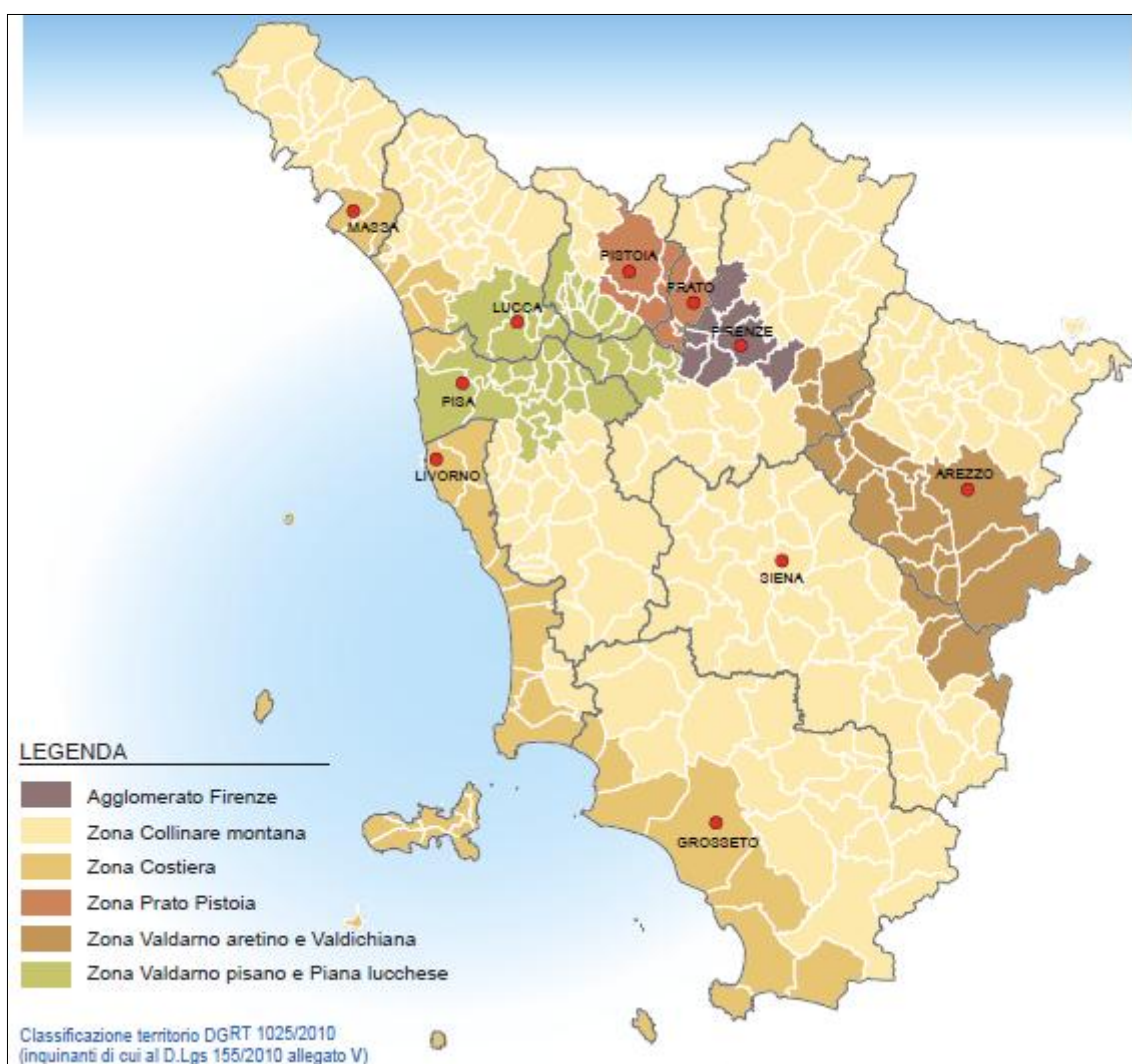 MASSA
PISTOIA
PRATO
LUCCA
FIRENZE
PISA
LIVORNO
AREZZO
SIENA
GROSSETO
LEGENDA
Agglomerato Firenze
Zona Collinare montana
Zona Costiera
Zona Prato Pistoia
Zona Valdarno aretino e Valdichiana
Zona Valdarno pisano e Piana lucchese
Classificazione territorio DGRT 1025/2010
(inquinanti di cui al D.Lgs 155/2010 allegato V)